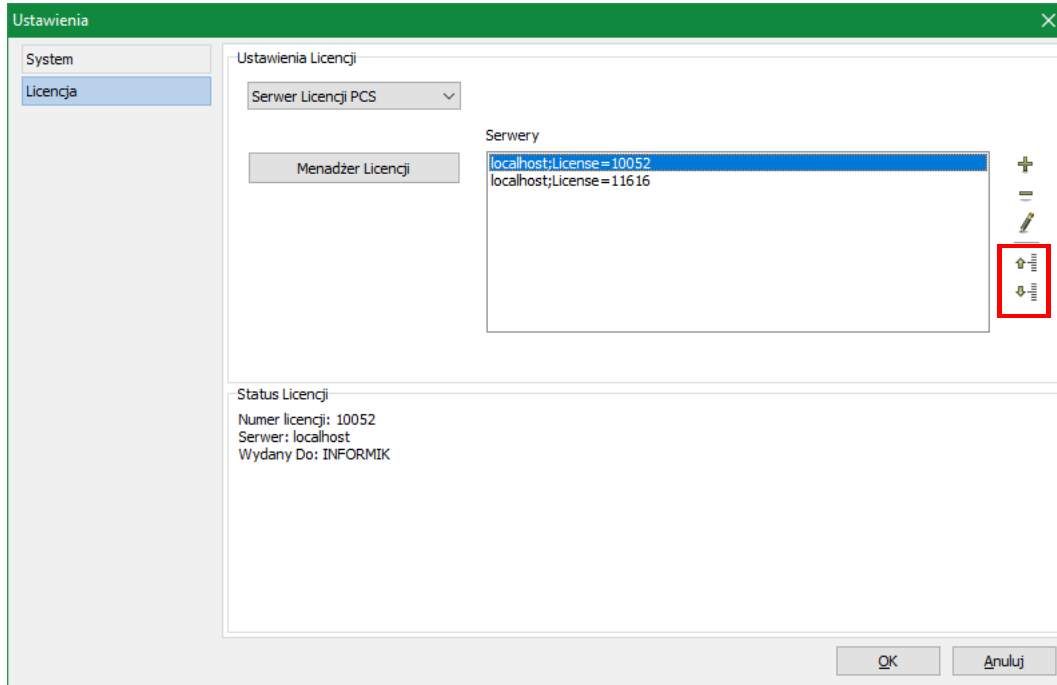 Ustawienia
System
Licencja
Ustawienia Licencji
Serwer Licencji PCS
Menadżer Licencji
Serwery
localhost;License=10052
localhost;License=11616
Status Licencji
Numer licencji: 10052
Serwer: localhost
Wydany Do: INFORMIK
OK
Anuluj